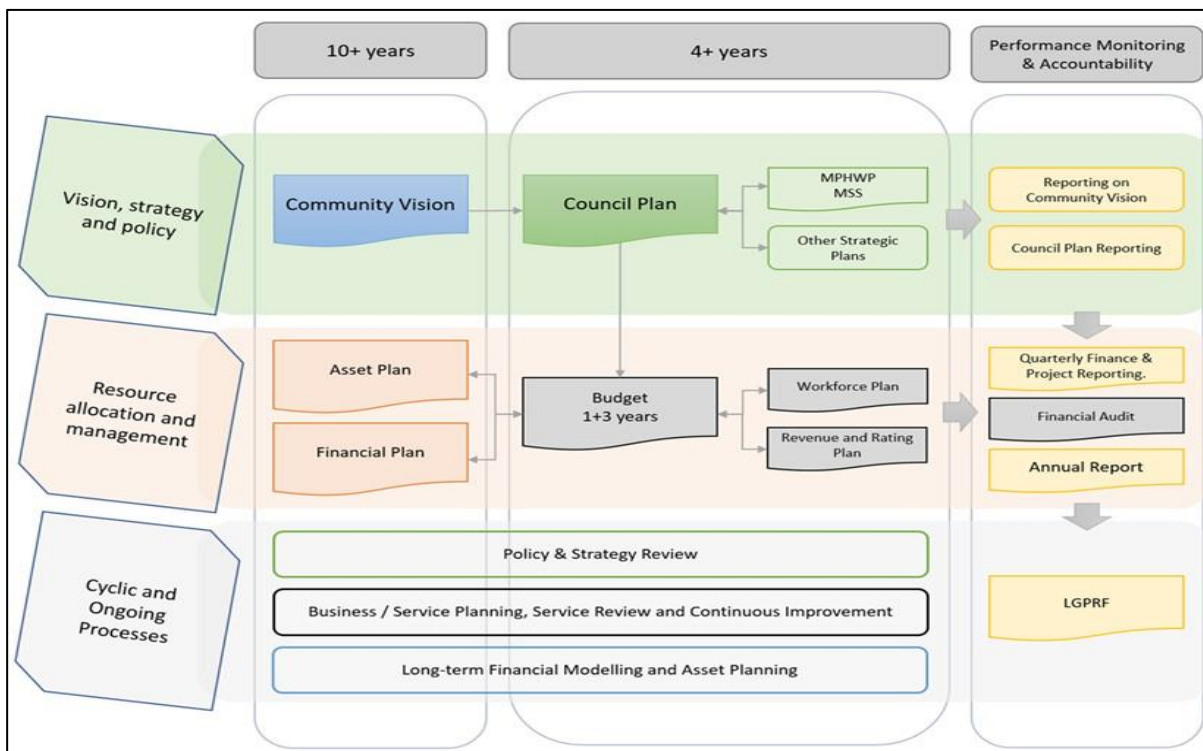 10+ years
4+ years
Performance Monitoring
& Accountability
Vision, strategy
and policy
Community Vision
Council Plan
MPHWP
MSS
Other Strategic
Plans
Reporting on
Community Vision
Council Plan Reporting
Resource
allocation and
management
Asset Plan
Financial Plan
Budget
1+3 years
Workforce Plan
Revenue and Rating
Plan
Quarterly Finance &
Project Reporting.
Financial Audit
Annual Report
Cyclic and
Ongoing
Processes
Policy & Strategy Review
Business / Service Planning, Service Review and Continuous Improvement
Long-term Financial Modelling and Asset Planning
LGPRF